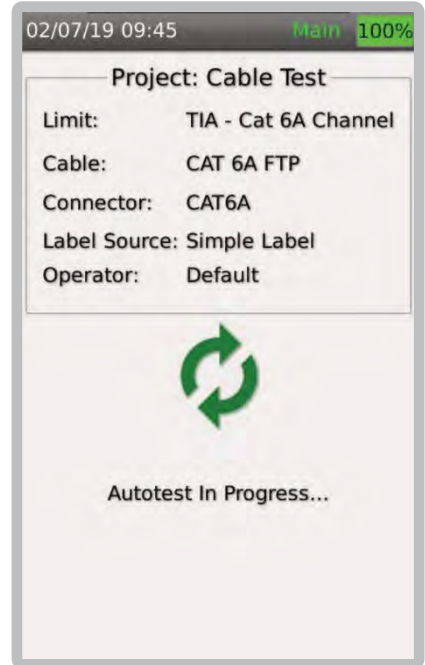 02/07/19 09:45 Main 100%
Project: Cable Test
Limit: TIA - Cat 6A Channel
Cable: CAT 6A FTP
Connector: CAT6A
Label Source: Simple Label
Operator: Default
Autotest In Progress...